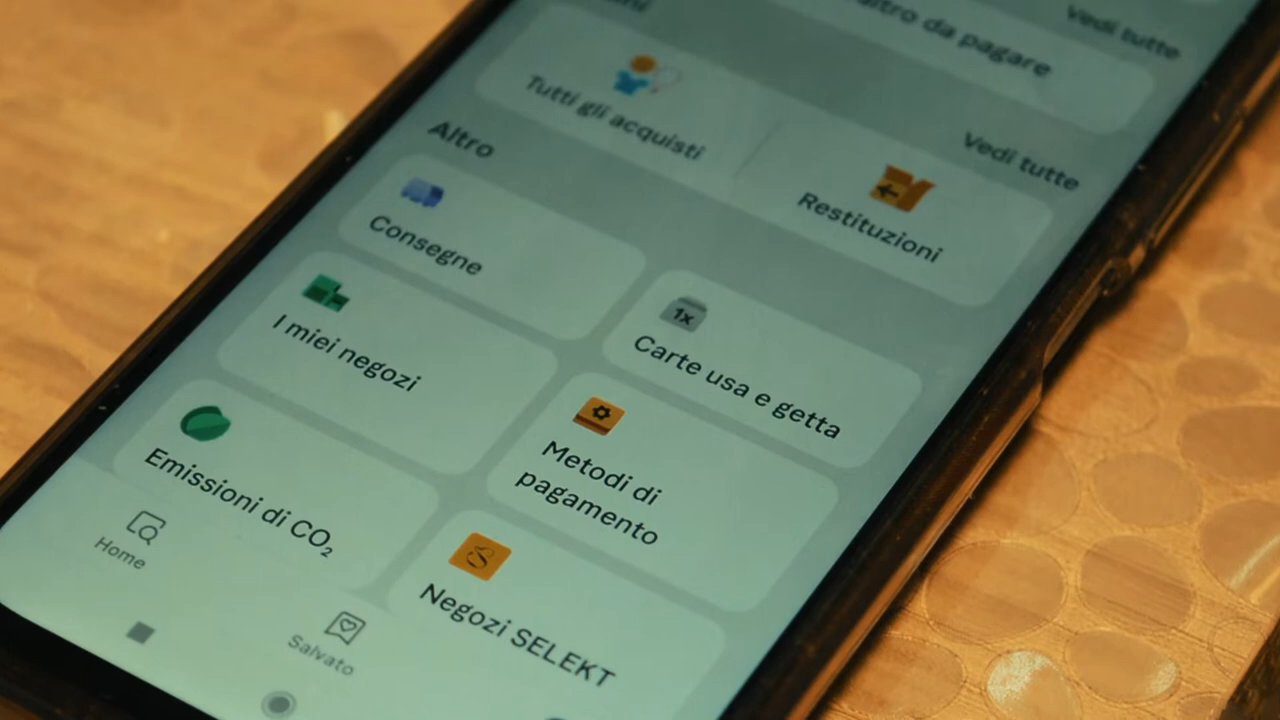 altro da pagare
Vedi tutte
Tutti gli acquisti
Restituzioni
Vedi tutte
Altro
Consegne
1x
Carte usa e getta
I miei negozi
Metodi di
pagamento
Emissioni di CO₂
S
Negozi SELEKT
Home
Salvato